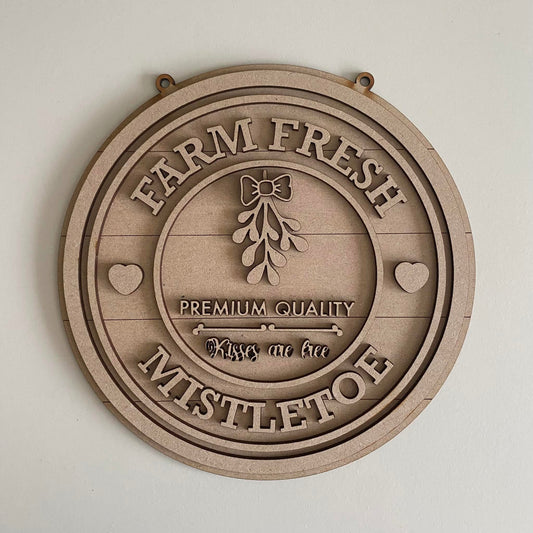 FARM FRESH
PREMIUM QUALITY
Kisses are free
MISTLETOE